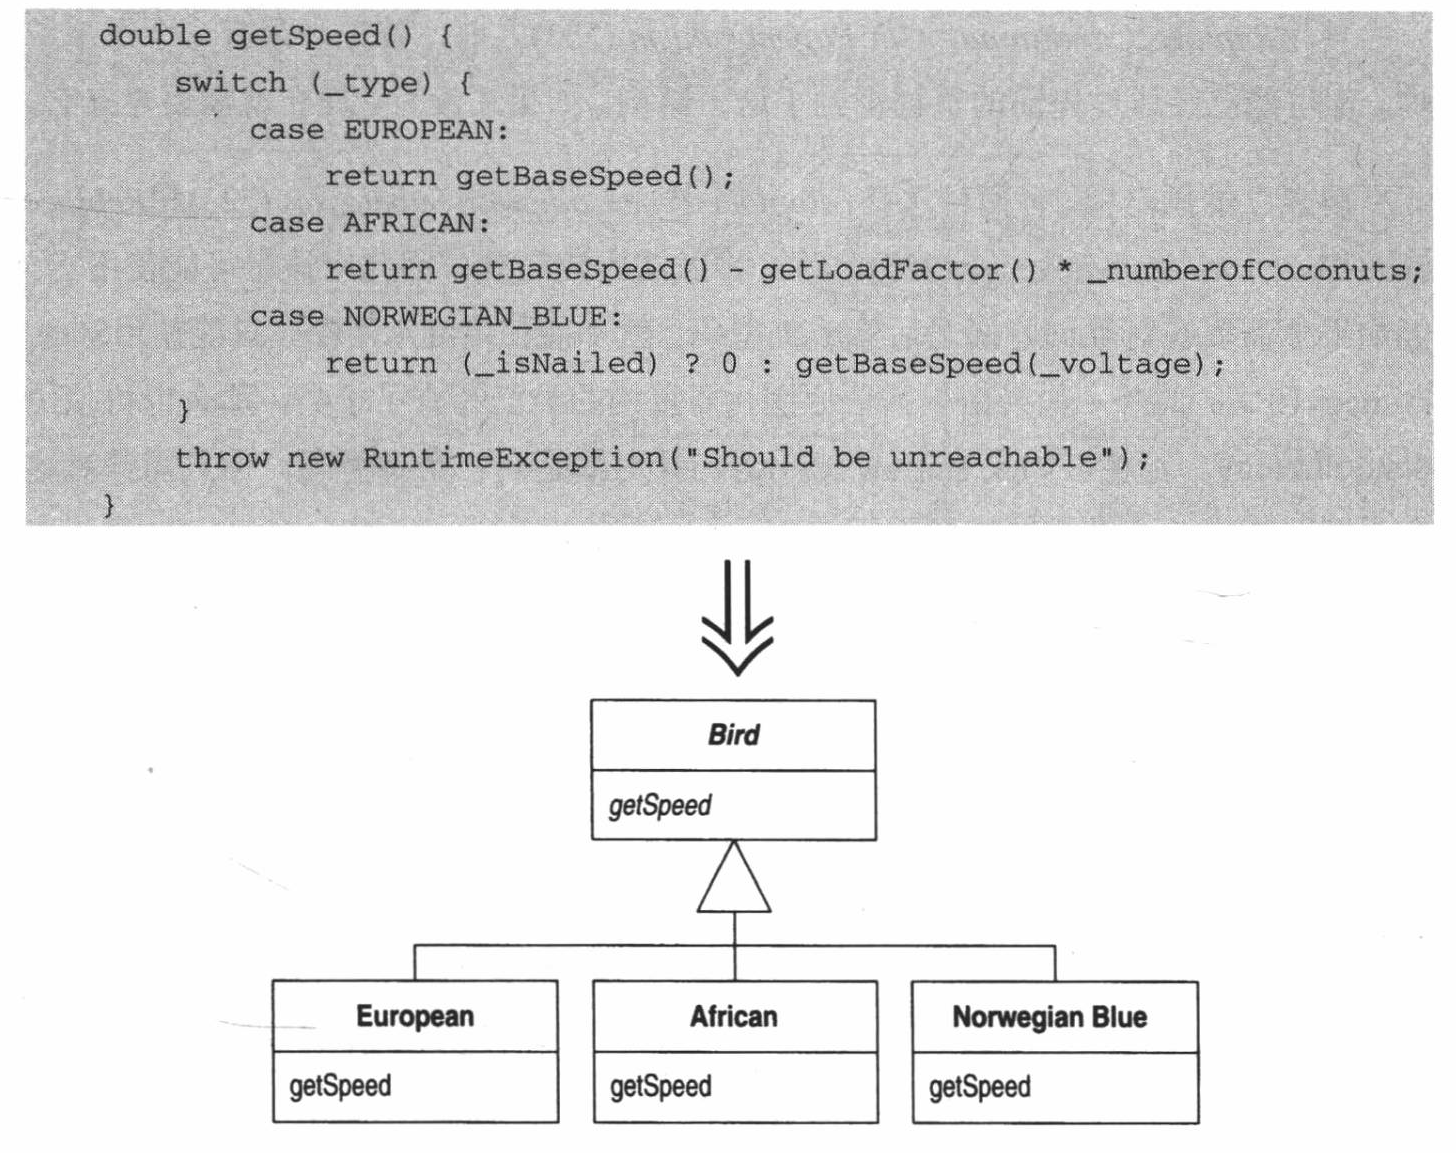 double getSpeed() {
switch (_type) {
case EUROPEAN:
return getBaseSpeed();
case AFRICAN:
return getBaseSpeed() - getLoadFactor() * _numberOfCoconuts;
case NORWEGIAN_BLUE:
return (_isNailed) ? 0 : getBaseSpeed(_voltage);
}
throw new RuntimeException("Should be unreachable");
}
Bird
getSpeed
European
African
Norwegian Blue
getSpeed
getSpeed
getSpeed